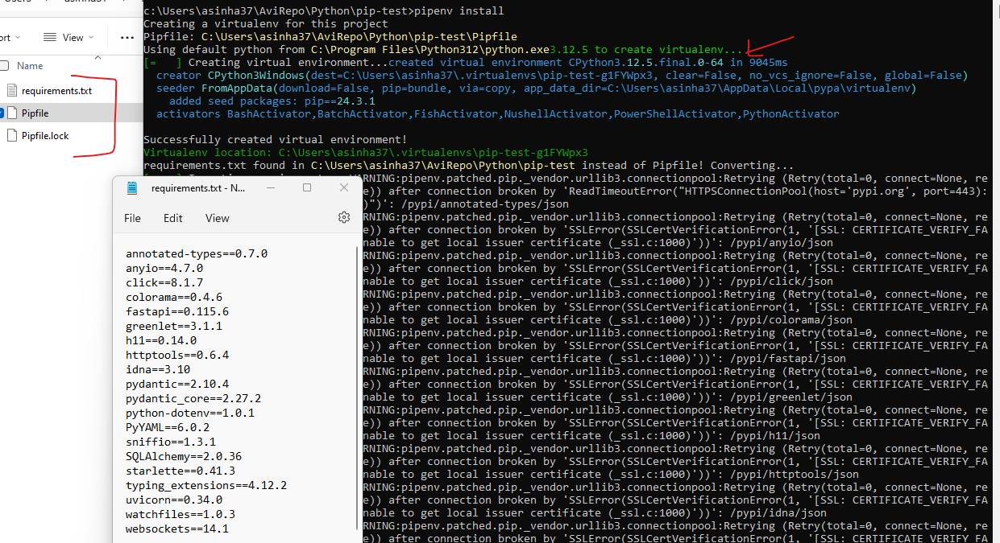 ort
View
...
Name
requirements.txt
Pipfile
Pipfile.lock
c:\Users\asinha37\AviRepo\Python\pip-test>pipenv install
Creating a virtualenv for this project
Pipfile: C:\Users\asinha37\AviRepo\Python\pip-test\Pipfile
Using default python from C:\Program Files\Python312\python.exe3.12.5 to create virtualenv...
[=   ] Creating virtual environment...created virtual environment CPython3.12.5.final.0-64 in 9045ms
creator CPython3Windows(dest=C:\Users\asinha37\.virtualenvs\pip-test-g1FYWpx3, clear=False, no_vcs_ignore=False, global=False)
seeder FromAppData(download=False, pip=bundle, via=copy, app_data_dir=C:\Users\asinha37\AppData\Local\pypa\virtualenv)
added seed packages: pip==24.3.1
activators BashActivator,BatchActivator,FishActivator,NushellActivator,PowerShellActivator,PythonActivator
Successfully created virtual environment!
Virtualenv location: C:\Users\asinha37\.virtualenvs\pip-test-g1FYWpx3
requirements.txt found in C:\Users\asinha37\AviRepo\Python\pip-test instead of Pipfile! Converting...
RNING:pipenv.patched.pip._vendor.urllib3.connectionpool:Retrying (Retry(total=0, connect=None, re
e)) after connection broken by 'ReadTimeoutError("HTTPSConnectionPool(host='pypi.org', port=443):
)")': /pypi/annotated-types/json
RNING:pipenv.patched.pip._vendor.urllib3.connectionpool:Retrying (Retry(total=0, connect=None, re
e)) after connection broken by 'SSLError(SSLCertVerificationError(1, '[SSL: CERTIFICATE_VERIFY_FA
nable to get local issuer certificate (_ssl.c:1000)'))': /pypi/anyio/json
RNING:pipenv.patched.pip._vendor.urllib3.connectionpool:Retrying (Retry(total=0, connect=None, re
e)) after connection broken by 'SSLError(SSLCertVerificationError(1, '[SSL: CERTIFICATE_VERIFY_FA
nable to get local issuer certificate (_ssl.c:1000)'))': /pypi/click/json
RNING:pipenv.patched.pip._vendor.urllib3.connectionpool:Retrying (Retry(total=0, connect=None, re
e)) after connection broken by 'SSLError(SSLCertVerificationError(1, '[SSL: CERTIFICATE_VERIFY_FA
nable to get local issuer certificate (_ssl.c:1000)'))': /pypi/colorama/json
RNING:pipenv.patched.pip._vendor.urllib3.connectionpool:Retrying (Retry(total=0, connect=None, re
e)) after connection broken by 'SSLError(SSLCertVerificationError(1, '[SSL: CERTIFICATE_VERIFY_FA
nable to get local issuer certificate (_ssl.c:1000)'))': /pypi/fastapi/json
RNING:pipenv.patched.pip._vendor.urllib3.connectionpool:Retrying (Retry(total=0, connect=None, re
e)) after connection broken by 'SSLError(SSLCertVerificationError(1, '[SSL: CERTIFICATE_VERIFY_FA
nable to get local issuer certificate (_ssl.c:1000)'))': /pypi/greenlet/json
RNING:pipenv.patched.pip._vendor.urllib3.connectionpool:Retrying (Retry(total=0, connect=None, re
e)) after connection broken by 'SSLError(SSLCertVerificationError(1, '[SSL: CERTIFICATE_VERIFY_FA
nable to get local issuer certificate (_ssl.c:1000)'))': /pypi/h11/json
RNING:pipenv.patched.pip._vendor.urllib3.connectionpool:Retrying (Retry(total=0, connect=None, re
e)) after connection broken by 'SSLError(SSLCertVerificationError(1, '[SSL: CERTIFICATE_VERIFY_FA
nable to get local issuer certificate (_ssl.c:1000)'))': /pypi/httptools/json
RNING:pipenv.patched.pip._vendor.urllib3.connectionpool:Retrying (Retry(total=0, connect=None, re
e)) after connection broken by 'SSLError(SSLCertVerificationError(1, '[SSL: CERTIFICATE_VERIFY_FA
nable to get local issuer certificate (_ssl.c:1000)'))': /pypi/idna/json
RNING:pipenv.patched.pip._vendor.urllib3.connectionpool:Retrying (Retry(total=0, connect=None, re
e)) after connection broken by 'SSLError(SSLCertVerificationError(1, '[SSL: CERTIFICATE_VERIFY_FA
requirements.txt - N...
File
Edit
View
annotated-types==0.7.0
anyio==4.7.0
click==8.1.7
colorama==0.4.6
fastapi==0.115.6
greenlet==3.1.1
h11==0.14.0
httptools==0.6.4
idna==3.10
pydantic==2.10.4
pydantic_core==2.27.2
python-dotenv==1.0.1
PyYAML==6.0.2
sniffio==1.3.1
SQLAlchemy==2.0.36
starlette==0.41.3
typing_extensions==4.12.2
uvicorn==0.34.0
watchfiles==1.0.3
websockets==14.1